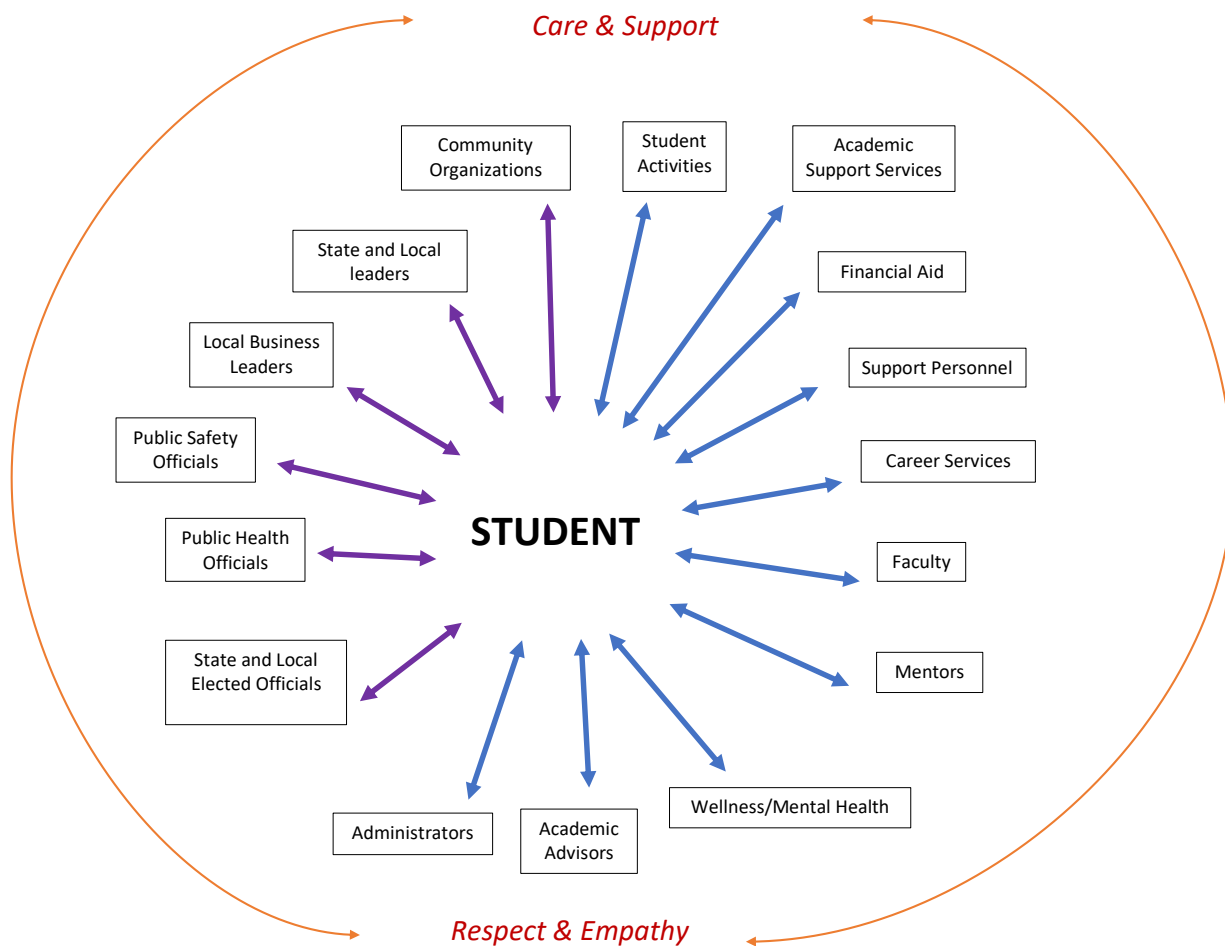 Care & Support
Community
Organizations
Student
Activities
Academic
Support Services
State and Local
leaders
Financial Aid
Local Business
Leaders
Support Personnel
Public Safety
Officials
Career Services
STUDENT
Public Health
Officials
Faculty
State and Local
Elected Officials
Mentors
Wellness/Mental Health
Administrators
Academic
Advisors
Respect & Empathy